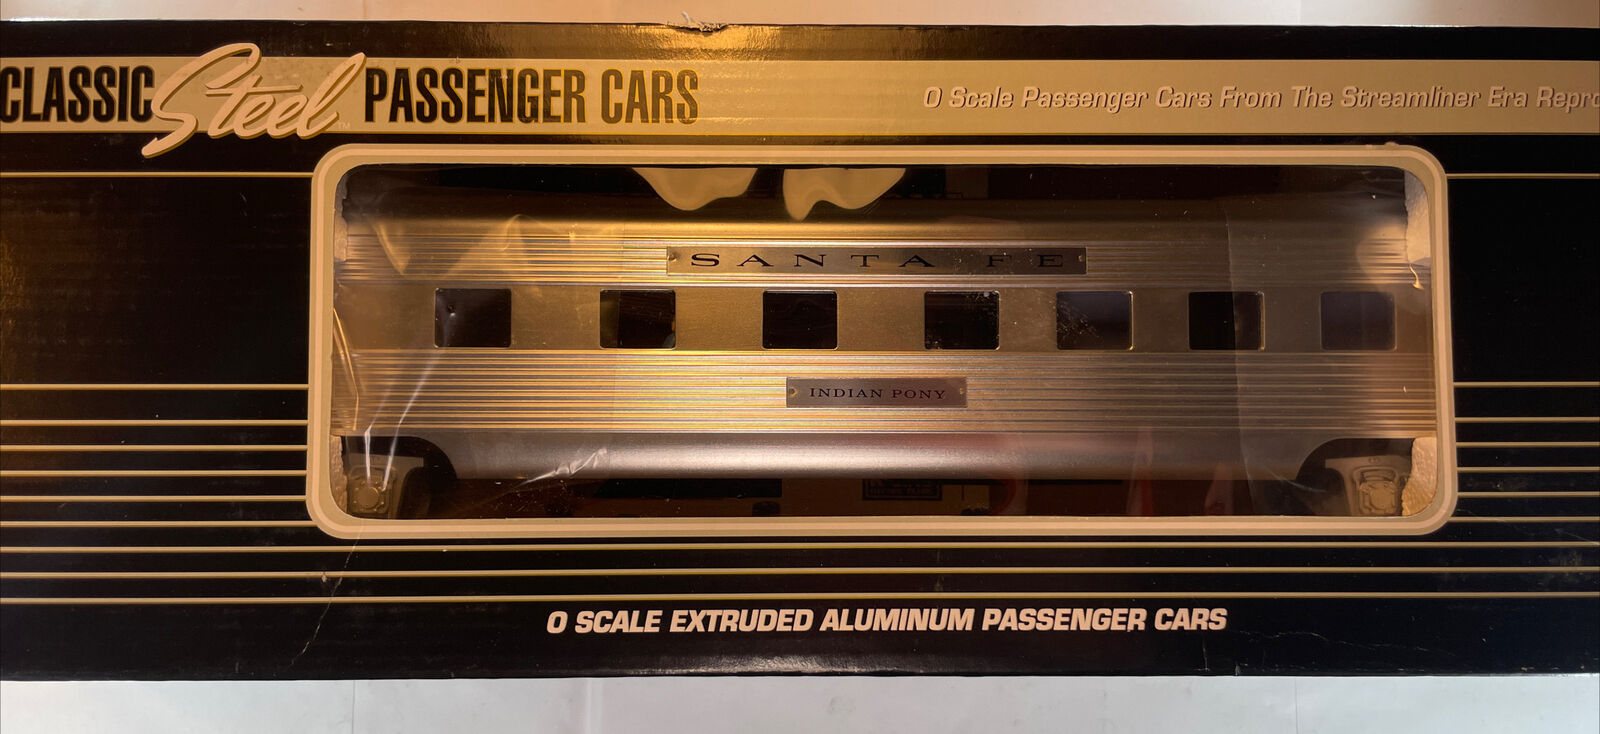 CLASSIC Steel™ PASSENGER CARS
O Scale Passenger Cars From The Streamliner Era Repro
SANTA FE
INDIAN PONY
O SCALE EXTRUDED ALUMINUM PASSENGER CARS